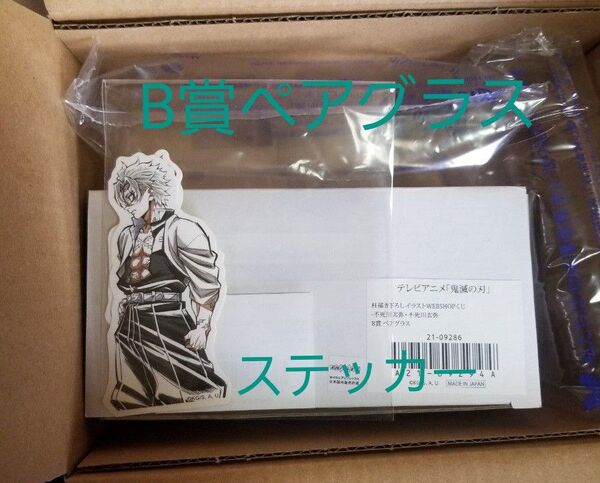 B賞ペアグラス
テレビアニメ「鬼滅の刃」
柱描き下ろしイラストWEBSHOPくじ
-不死川実弥・不死川玄弥
B賞 ペアグラス
21-09286
ステッカー
©K/S, A, U.
MADE IN JAPAN
©K/S, A, U.